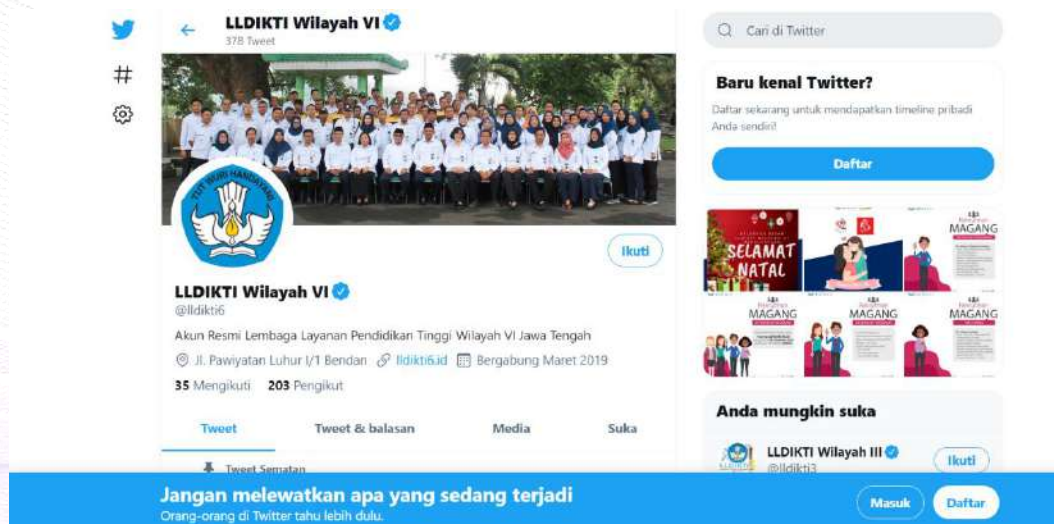 LLDIKTI Wilayah VI
378 Tweet
Cari di Twitter
Baru kenal Twitter?
Daftar sekarang untuk mendapatkan timeline pribadi
Anda sendiri!
Daftar
TUT WURI HANDAYANI
Ikuti
LLDIKTI Wilayah VI
@lldikti6
Akun Resmi Lembaga Layanan Pendidikan Tinggi Wilayah VI Jawa Tengah
Jl. Pawiyatan Luhur I/1 Bendan lldikti6.id Bergabung Maret 2019
35 Mengikuti 203 Pengikut
Tweet Tweet & balasan Media Suka
Tweet Sematan
SELAMAT
NATAL
MAGANG
MAGANG
MAGANG
MAGANG
Anda mungkin suka
LLDIKTI Wilayah III
@lldikti3
Ikuti
Jangan melewatkan apa yang sedang terjadi
Orang-orang di Twitter tahu lebih dulu.
Masuk
Daftar